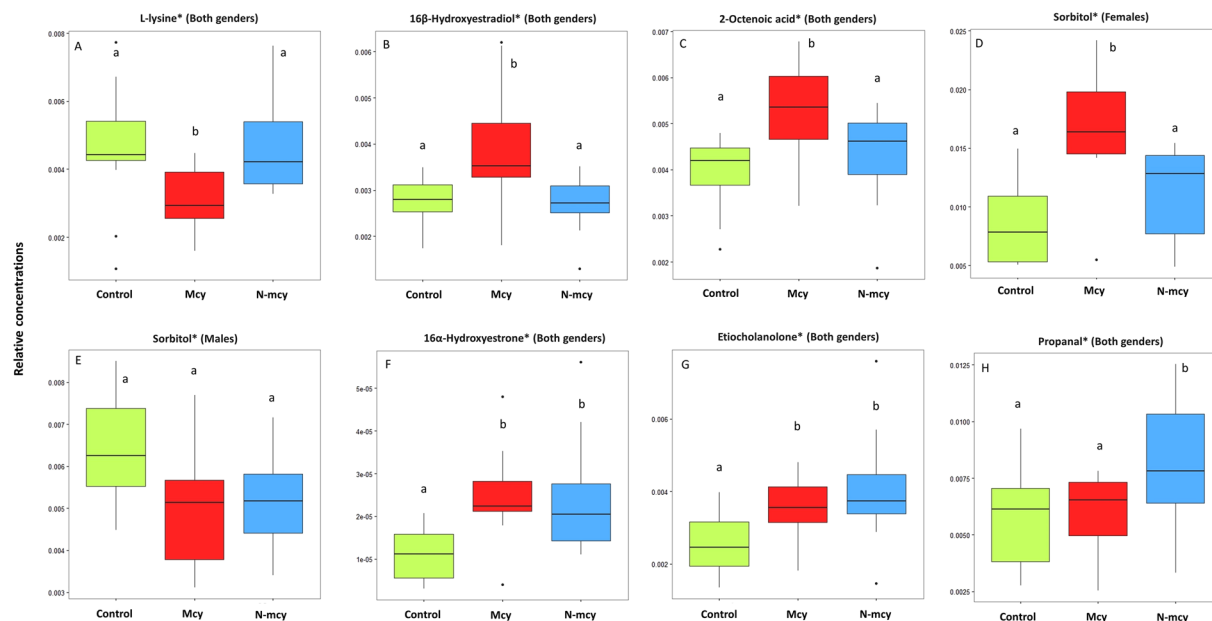 L-lysine* (Both genders)
A
a
b
a
0.008
0.006
0.004
0.002
Control Mcy N-mcy
16β-Hydroxyestradiol* (Both genders)
B
a
b
a
0.006
0.005
0.004
0.003
0.002
Control Mcy N-mcy
2-Octenoic acid* (Both genders)
C
a
b
a
0.007
0.006
0.005
0.004
0.003
0.002
Control Mcy N-mcy
Sorbitol* (Females)
D
a
b
a
0.025
0.020
0.015
0.010
0.005
Control Mcy N-mcy
Relative concentrations
Sorbitol* (Males)
E
a
a
a
0.008
0.007
0.006
0.005
0.004
0.003
Control Mcy N-mcy
16α-Hydroxyestrone* (Both genders)
F
a
b
b
5e-05
4e-05
3e-05
2e-05
1e-05
Control Mcy N-mcy
Etiocholanolone* (Both genders)
G
a
b
b
0.006
0.004
0.002
Control Mcy N-mcy
Propanal* (Both genders)
H
a
a
b
0.0125
0.0100
0.0075
0.0050
0.0025
Control Mcy N-mcy